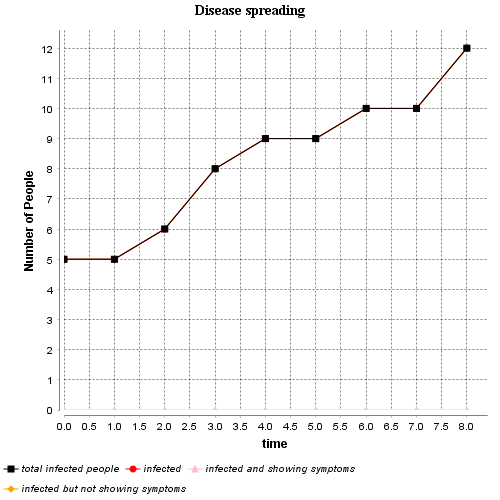 Disease spreading
Number of People
12
11
10
9
8
7
6
5
4
3
2
1
0
0.0 0.5 1.0 1.5 2.0 2.5 3.0 3.5 4.0 4.5 5.0 5.5 6.0 6.5 7.0 7.5 8.0
time
total infected people infected infected and showing symptoms
infected but not showing symptoms